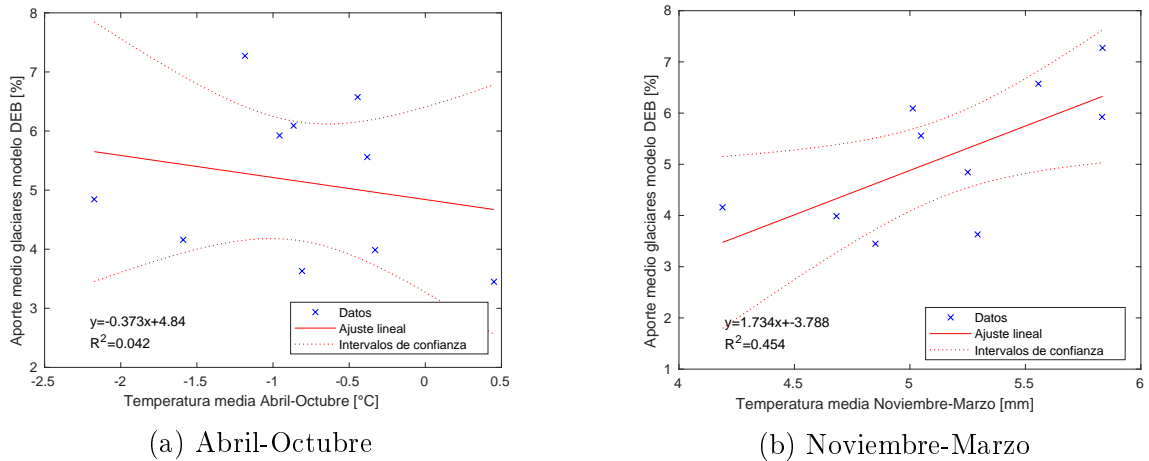 8
7
6
5
4
3
2
Aporte medio glaciares modelo DEB [%]
y=-0.373x+4.84
R²=0.042
Datos
Ajuste lineal
Intervalos de confianza
-2.5 -2 -1.5 -1 -0.5 0 0.5
Temperatura media Abril-Octubre [°C]
(a) Abril-Octubre
8
7
6
5
4
3
2
1
Aporte medio glaciares modelo DEB [%]
y=1.734x+-3.788
R²=0.454
Datos
Ajuste lineal
Intervalos de confianza
4 4.5 5 5.5 6
Temperatura media Noviembre-Marzo [mm]
(b) Noviembre-Marzo